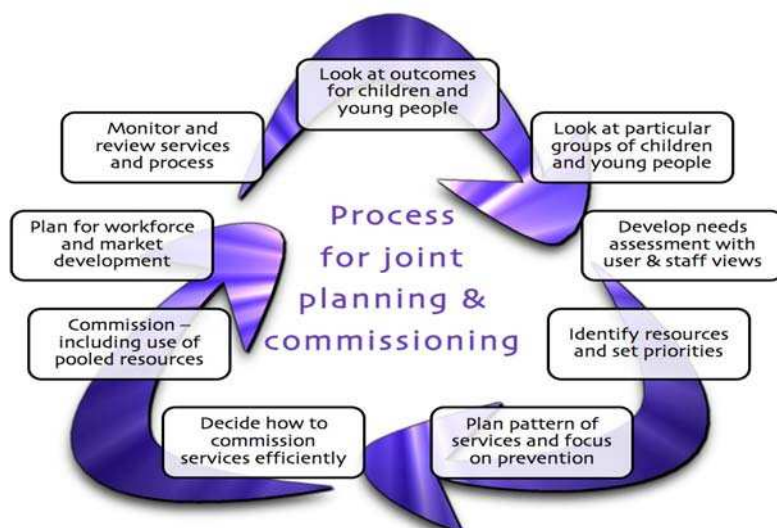 Look at outcomes
for children and
young people
Look at particular
groups of children
and young people
Develop needs
assessment with
user & staff views
Identify resources
and set priorities
Plan pattern of
services and focus
on prevention
Decide how to
commission
services efficiently
Commission –
including use of
pooled resources
Plan for workforce
and market
development
Monitor and
review services
and process
Process
for joint
planning &
commissioning